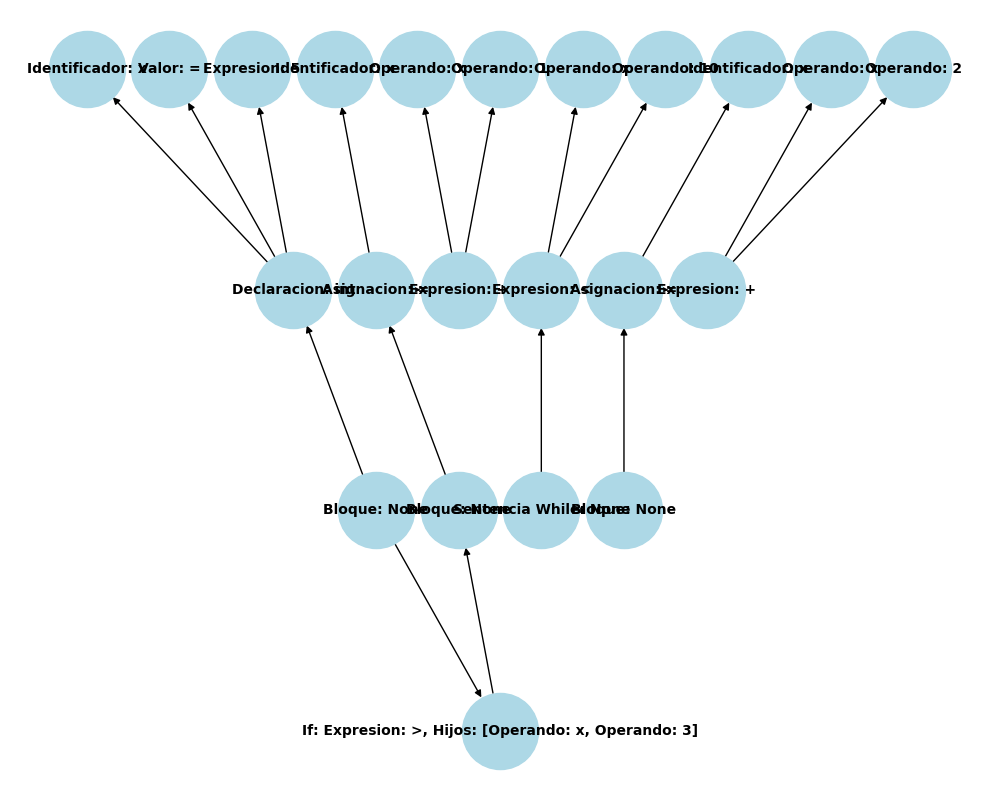 Identificador: x Valor: = Expresion: 5 Identificador: x Operando: x Operando: 1 Operando: x Operando: 10 Identificador: x Operando: x Operando: 2
Declaracion: int Asignacion: = Expresion: Expresion: < Asignacion: = Expresion: +
Bloque: None Bloque: None Sentencia While: None Bloque: None
If: Expresion: >, Hijos: [Operando: x, Operando: 3]